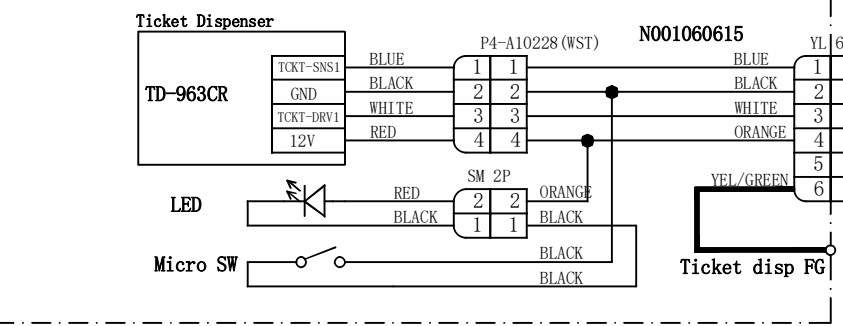 Ticket Dispenser
P4-A10228(WST)
N001060615
YL 6
TCKT-SNS1 BLUE 1 1 BLUE 1
TD-963CR GND BLACK 2 2 BLACK 2
TCKT-DRV1 WHITE 3 3 WHITE 3
12V RED 4 4 ORANGE 4
5
SM 2P
YEL/GREEN 6
LED RED 2 2 ORANGE
BLACK 1 1 BLACK
Micro SW BLACK
Ticket disp FG
BLACK